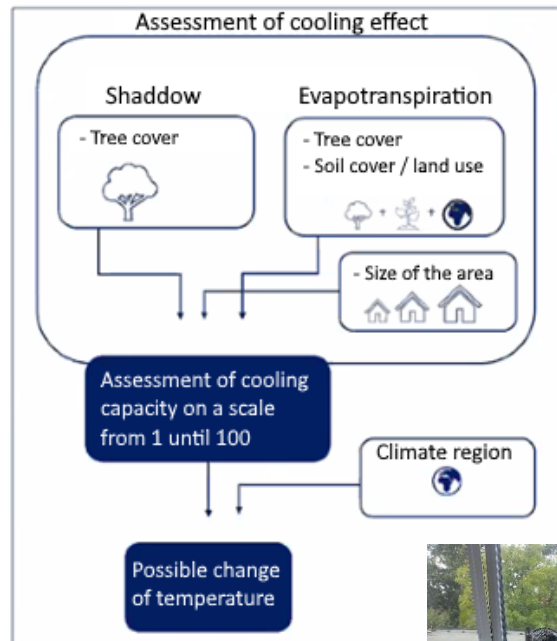 Assessment of cooling effect
Shaddow
- Tree cover
Evapotranspiration
- Tree cover
- Soil cover / land use
- Size of the area
Assessment of cooling
capacity on a scale
from 1 until 100
Climate region
Possible change
of temperature